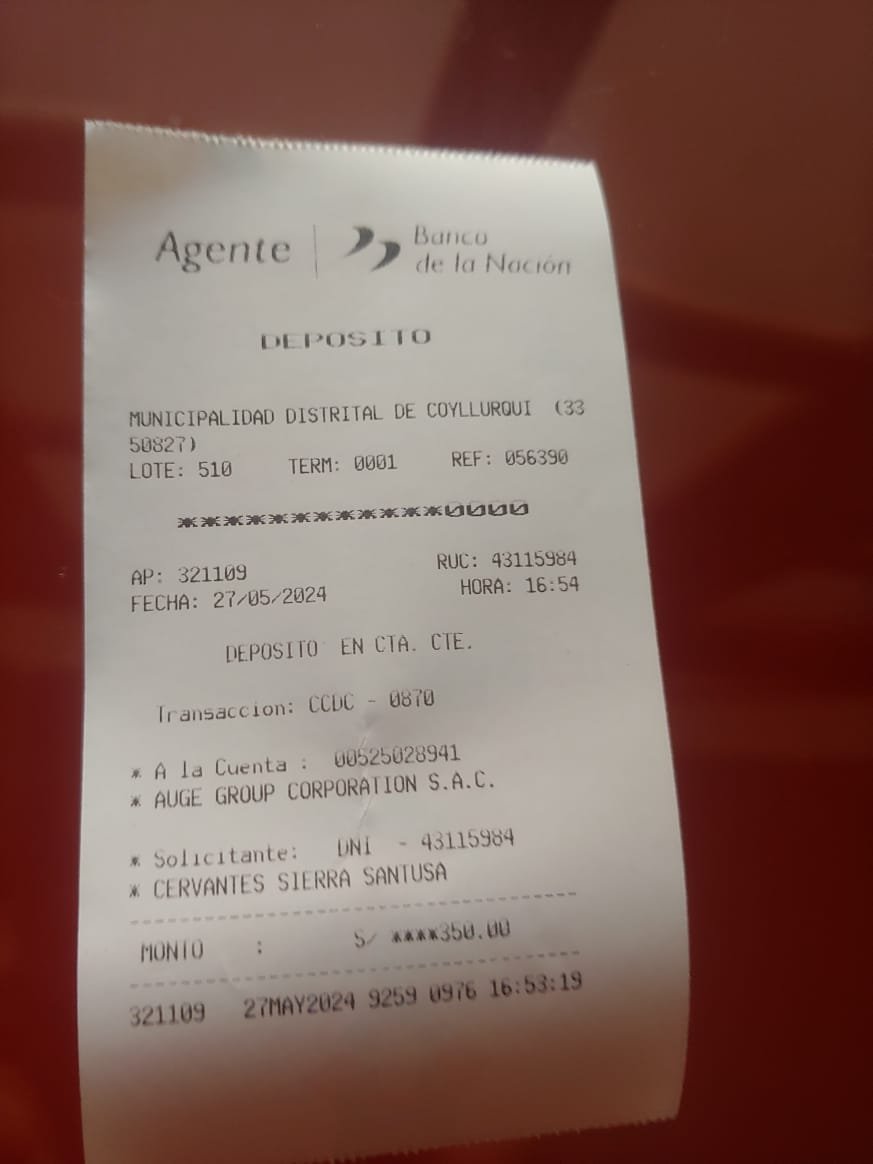 Agente | Banco
de la Nación
DEPOSITO
MUNICIPALIDAD DISTRITAL DE COYLLURQUI (33
50827)
LOTE: 510 TERM: 0001 REF: 056390
************0000
AP: 321109 RUC: 43115984
FECHA: 27/05/2024 HORA: 16:54
DEPOSITO EN CTA. CTE.
Transaccion: CCDC - 0870
* A la Cuenta : 00525028941
* AUGE GROUP CORPORATION S.A.C.
* Solicitante: DNI - 43115984
* CERVANTES SIERRA SANTUSA
MONTO : S/ ****350.00
321109 27MAY2024 9259 0976 16:53:19